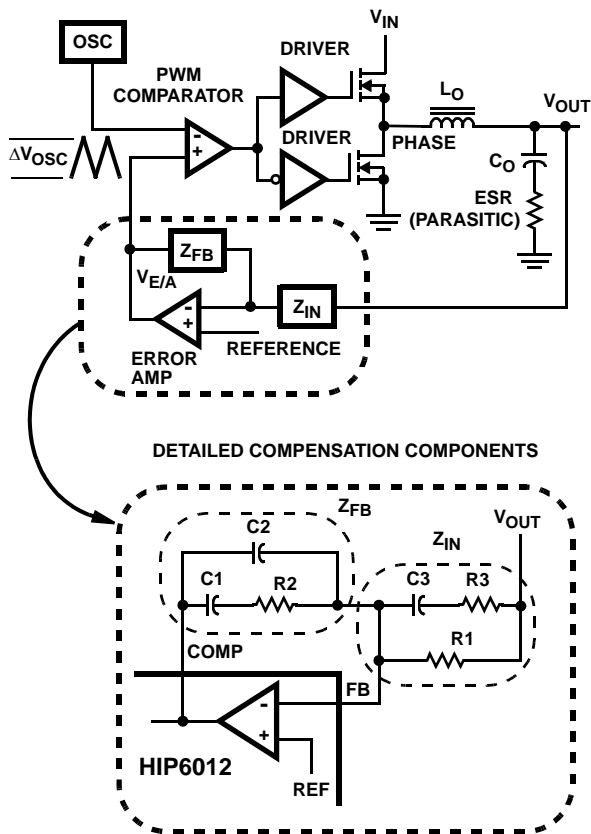 V_IN
OSC
DRIVER
PWM
COMPARATOR
L_O
V_OUT
DRIVER
-
+
ΔV_OSC
PHASE
C_O
ESR
(PARASITIC)
Z_FB
V_E/A
-
+
Z_IN
REFERENCE
ERROR
AMP
DETAILED COMPENSATION COMPONENTS
Z_FB
V_OUT
C2
Z_IN
C1
R2
C3
R3
R1
COMP
FB
-
+
HIP6012
REF